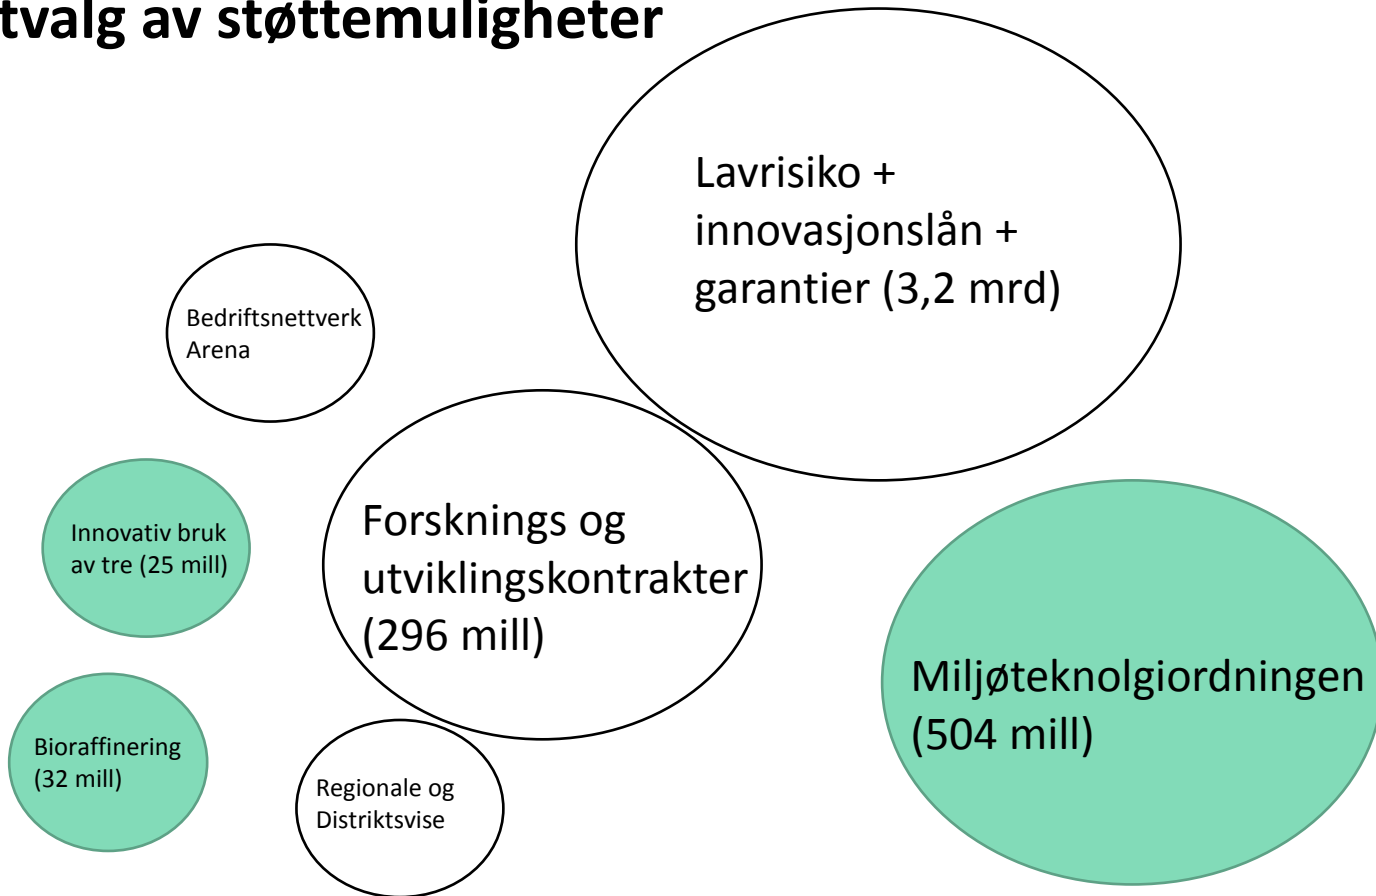 tvalg av støttemuligheter
Lavrisiko +
innovasjonslån +
garantier (3,2 mrd)
Bedriftsnettverk
Arena
Forsknings og
utviklingskontrakter
(296 mill)
Innovativ bruk
av tre (25 mill)
Miljøteknolgiordningen
(504 mill)
Bioraffinering
(32 mill)
Regionale og
Distriktsvise